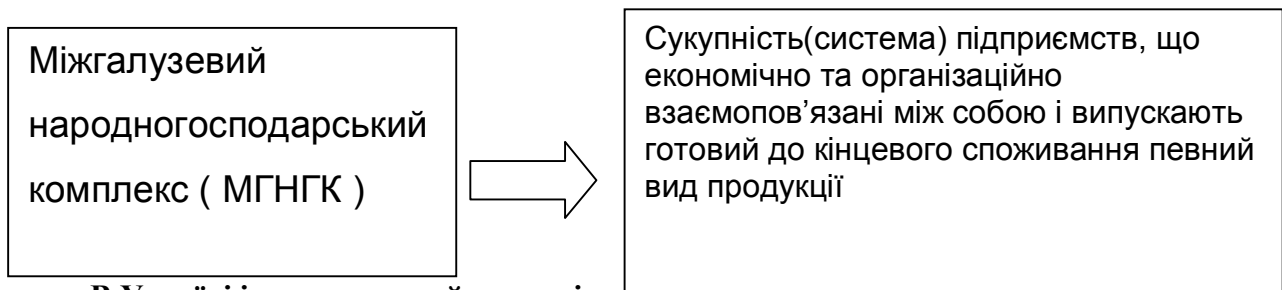 Міжгалузевий
народногосподарський
комплекс ( МГНГК )
Сукупність(система) підприємств, що
економічно та організаційно
взаємопов’язані між собою і випускають
готовий до кінцевого споживання певний
вид продукції
В Україні